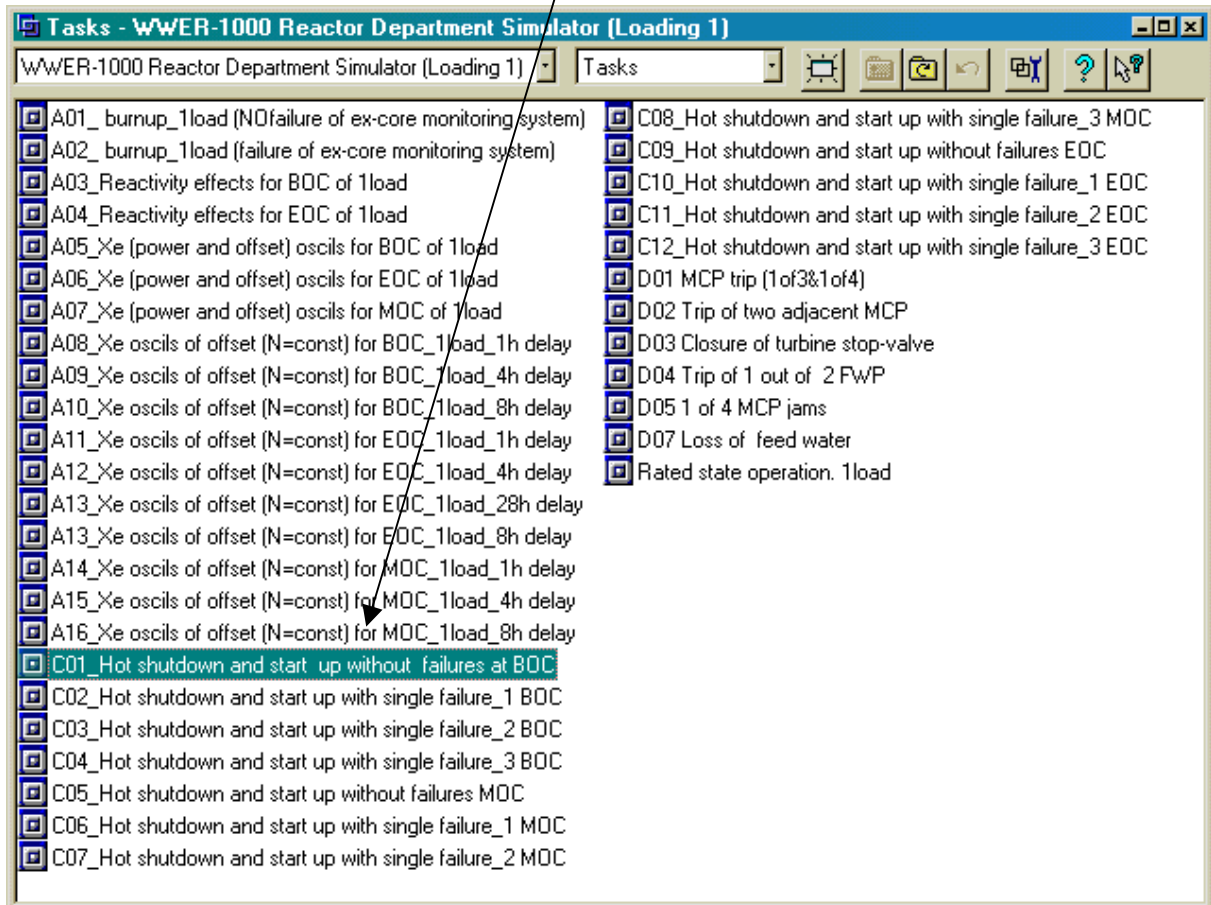 Tasks - WWER-1000 Reactor Department Simulator (Loading 1)
WWER-1000 Reactor Department Simulator (Loading 1) Tasks
A01_ burnup_1load (NOfailure of ex-core monitoring system)
A02_ burnup_1load (failure of ex-core monitoring system)
A03_Reactivity effects for BOC of 1load
A04_Reactivity effects for EOC of 1load
A05_Xe (power and offset) oscils for BOC of 1load
A06_Xe (power and offset) oscils for EOC of 1load
A07_Xe (power and offset) oscils for MOC of 1load
A08_Xe oscils of offset (N=const) for BOC_1load_1h delay
A09_Xe oscils of offset (N=const) for BOC_1load_4h delay
A10_Xe oscils of offset (N=const) for BOC_1load_8h delay
A11_Xe oscils of offset (N=const) for EOC_1load_1h delay
A12_Xe oscils of offset (N=const) for EOC_1load_4h delay
A13_Xe oscils of offset (N=const) for EOC_1load_28h delay
A13_Xe oscils of offset (N=const) for EOC_1load_8h delay
A14_Xe oscils of offset (N=const) for MOC_1load_1h delay
A15_Xe oscils of offset (N=const) for MOC_1load_4h delay
A16_Xe oscils of offset (N=const) for MOC_1load_8h delay
C01_Hot shutdown and start up without failures at BOC
C02_Hot shutdown and start up with single failure_1 BOC
C03_Hot shutdown and start up with single failure_2 BOC
C04_Hot shutdown and start up with single failure_3 BOC
C05_Hot shutdown and start up without failures MOC
C06_Hot shutdown and start up with single failure_1 MOC
C07_Hot shutdown and start up with single failure_2 MOC
C08_Hot shutdown and start up with single failure_3 MOC
C09_Hot shutdown and start up without failures EOC
C10_Hot shutdown and start up with single failure_1 EOC
C11_Hot shutdown and start up with single failure_2 EOC
C12_Hot shutdown and start up with single failure_3 EOC
D01 MCP trip (1of3&1of4)
D02 Trip of two adjacent MCP
D03 Closure of turbine stop-valve
D04 Trip of 1 out of 2 FWP
D05 1 of 4 MCP jams
D07 Loss of feed water
Rated state operation. 1load